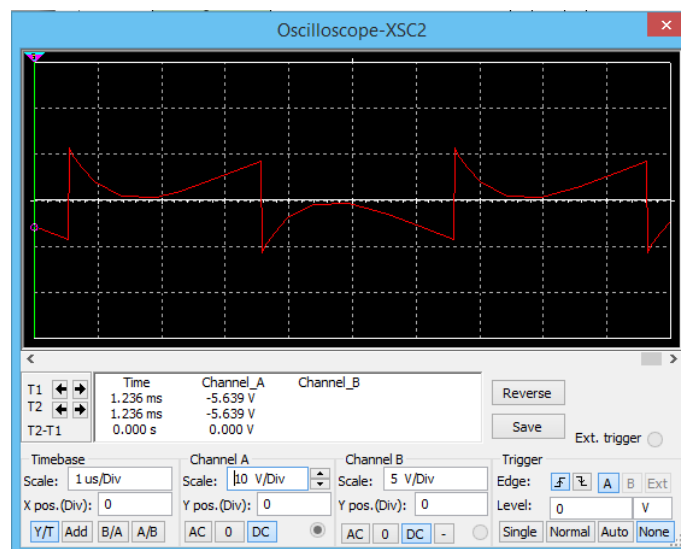 Oscilloscope-XSC2
Time Channel_A Channel_B
T1 1.236 ms -5.639 V
T2 1.236 ms -5.639 V
T2-T1 0.000 s 0.000 V
Reverse
Save
Ext. trigger
Timebase
Scale: 1 us/Div
X pos.(Div): 0
Y/T Add B/A A/B
Channel A
Scale: 10 V/Div
Y pos.(Div): 0
AC 0 DC
Channel B
Scale: 5 V/Div
Y pos.(Div): 0
AC 0 DC -
Trigger
Edge: A B Ext
Level: 0 V
Single Normal Auto None